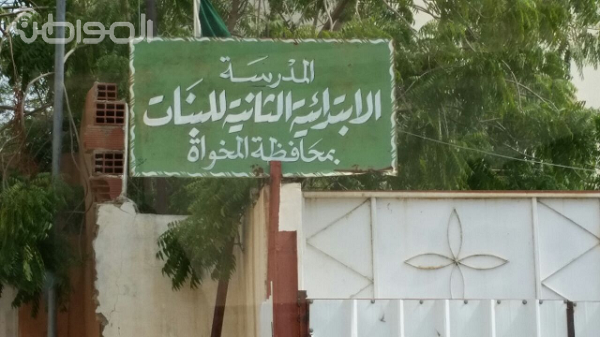 المواطن
المدرسة
الابتدائية الثانية للبنات
بمحافظة المخواة